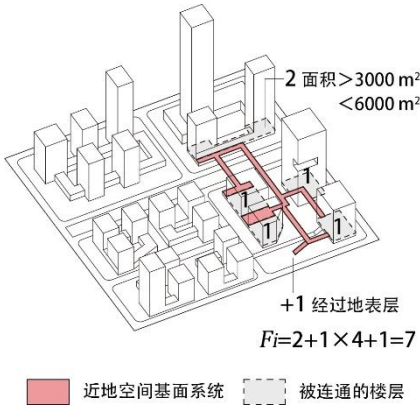 2 面积＞3000 m²
＜6000 m²
1
1
1
1
+1 经过地表层
Fi=2+1×4+1=7
近地空间基面系统
被连通的楼层